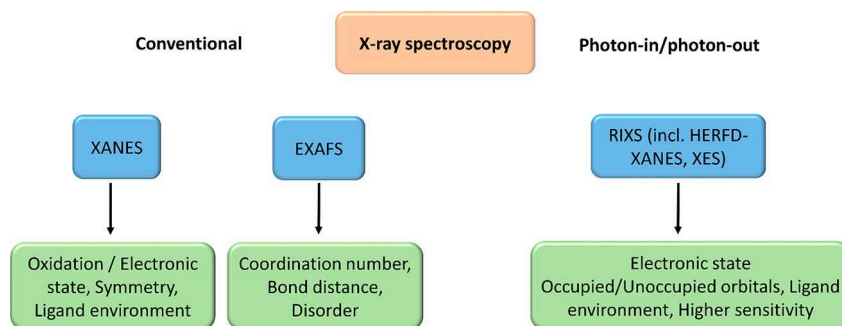 Conventional
X-ray spectroscopy
Photon-in/photon-out
XANES
EXAFS
RIXS (incl. HERFD-
XANES, XES)
Oxidation / Electronic
state, Symmetry,
Ligand environment
Coordination number,
Bond distance,
Disorder
Electronic state
Occupied/Unoccupied orbitals, Ligand
environment, Higher sensitivity